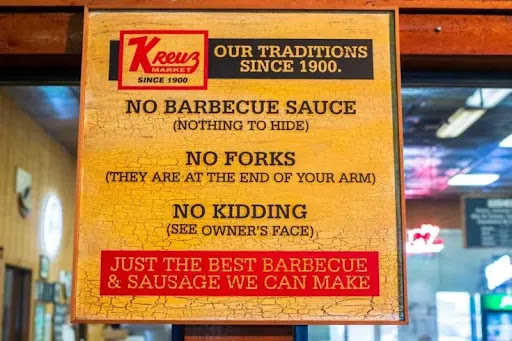 Kreuz
MARKET
SINCE 1900
OUR TRADITIONS
SINCE 1900.
NO BARBECUE SAUCE
(NOTHING TO HIDE)
NO FORKS
(THEY ARE AT THE END OF YOUR ARM)
NO KIDDING
(SEE OWNER'S FACE)
JUST THE BEST BARBECUE
& SAUSAGE WE CAN MAKE